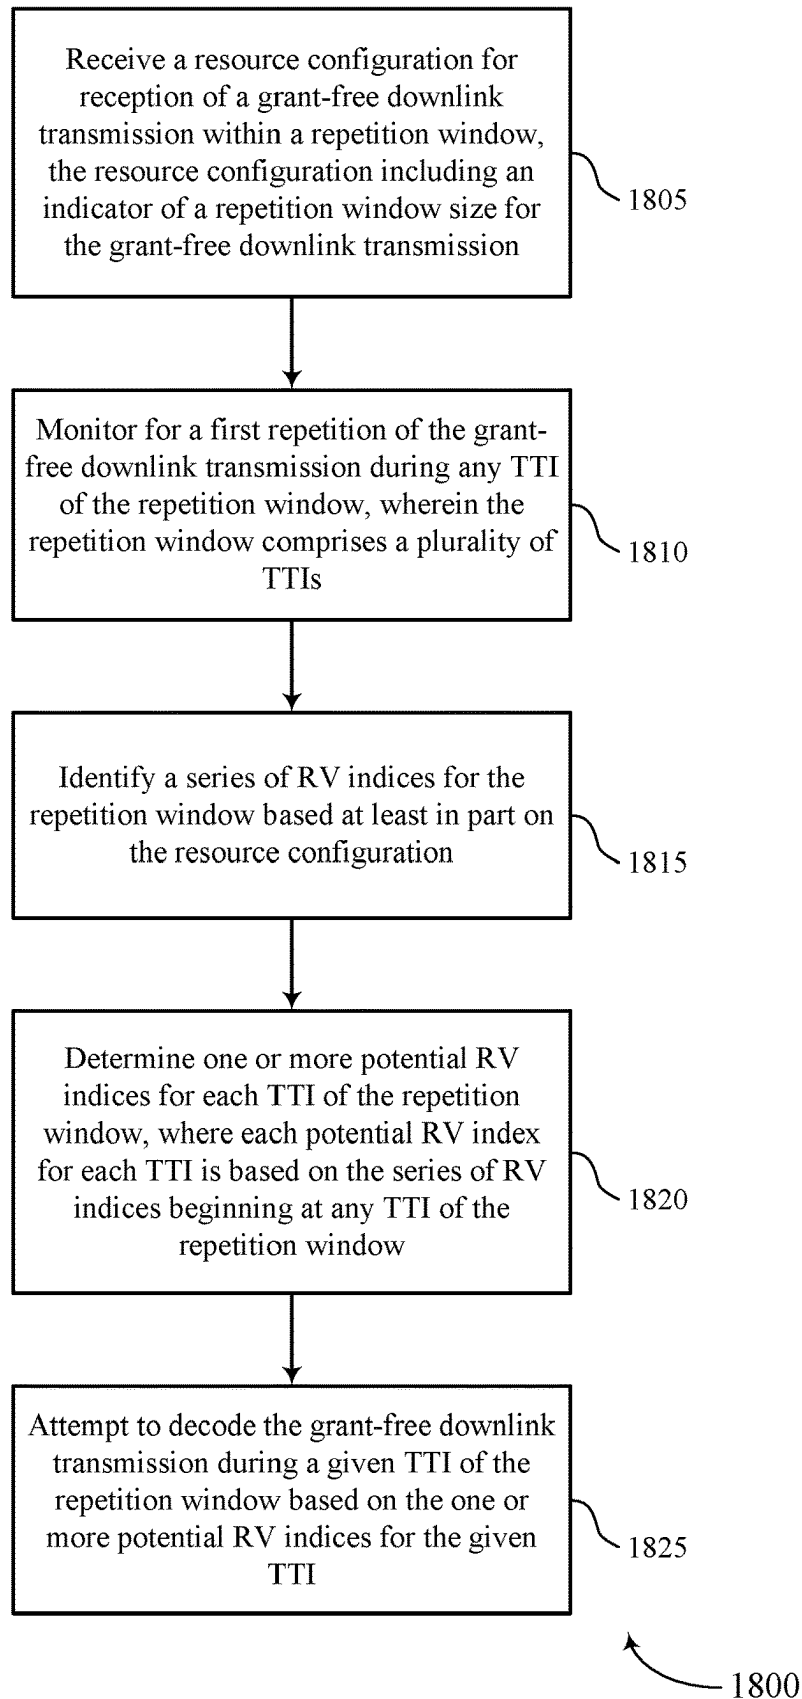 Receive a resource configuration for
reception of a grant-free downlink
transmission within a repetition window,
the resource configuration including an
indicator of a repetition window size for
the grant-free downlink transmission
1805
Monitor for a first repetition of the grant-
free downlink transmission during any TTI
of the repetition window, wherein the
repetition window comprises a plurality of
TTIs
1810
Identify a series of RV indices for the
repetition window based at least in part on
the resource configuration
1815
Determine one or more potential RV
indices for each TTI of the repetition
window, where each potential RV index
for each TTI is based on the series of RV
indices beginning at any TTI of the
repetition window
1820
Attempt to decode the grant-free downlink
transmission during a given TTI of the
repetition window based on the one or
more potential RV indices for the given
TTI
1825
1800